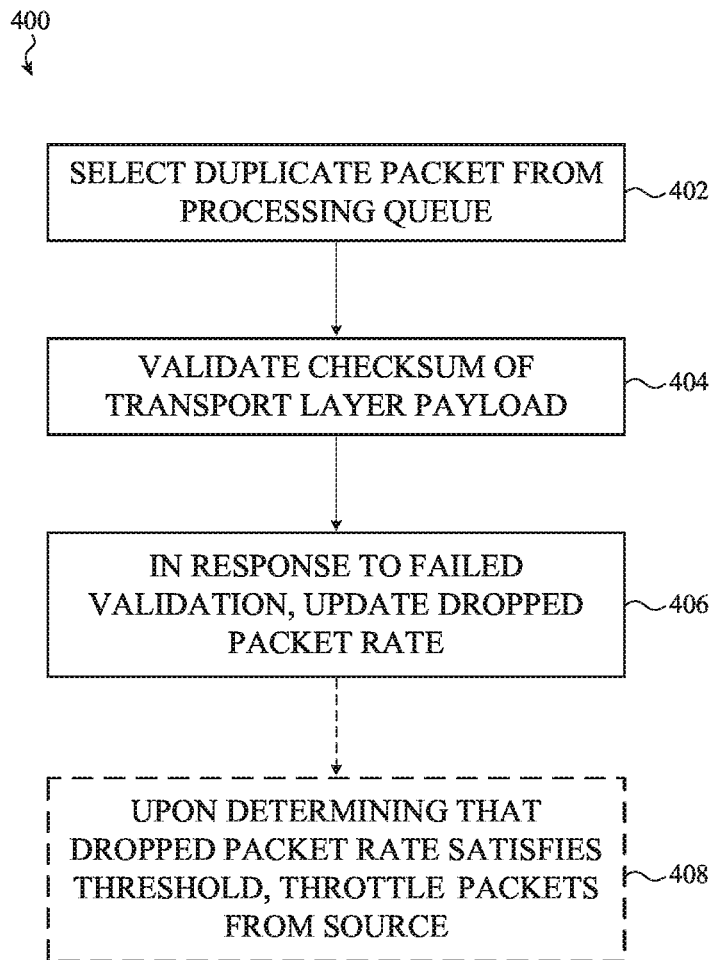 400
SELECT DUPLICATE PACKET FROM
PROCESSING QUEUE
402
VALIDATE CHECKSUM OF
TRANSPORT LAYER PAYLOAD
404
IN RESPONSE TO FAILED
VALIDATION, UPDATE DROPPED
PACKET RATE
406
UPON DETERMINING THAT
DROPPED PACKET RATE SATISFIES
THRESHOLD, THROTTLE PACKETS
FROM SOURCE
408